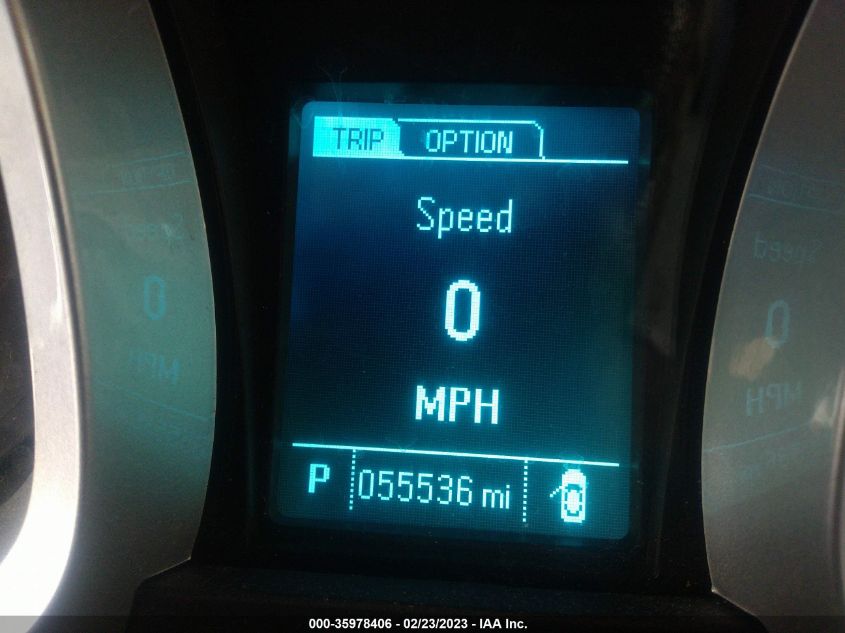 TRIP OPTION
Speed
0
MPH
P 055536 mi
000-35978406 - 02/23/2023 - IAA Inc.